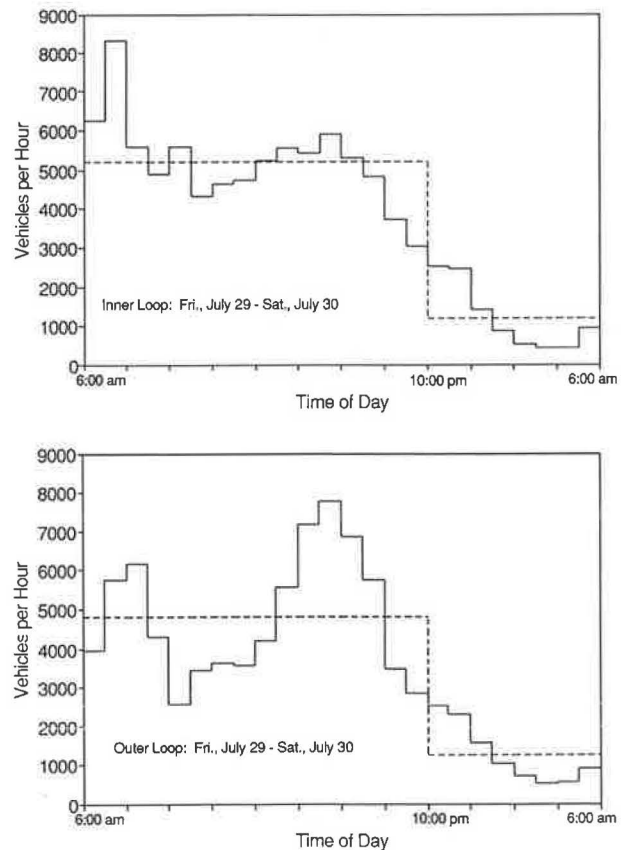 9000
8000
7000
6000
5000
4000
3000
2000
1000
0
Vehicles per Hour
Inner Loop: Fri., July 29 - Sat., July 30
6:00 am 10:00 pm 6:00 am
Time of Day
9000
8000
7000
6000
5000
4000
3000
2000
1000
0
Vehicles per Hour
Outer Loop: Fri., July 29 - Sat., July 30
6:00 am 10:00 pm 6:00 am
Time of Day